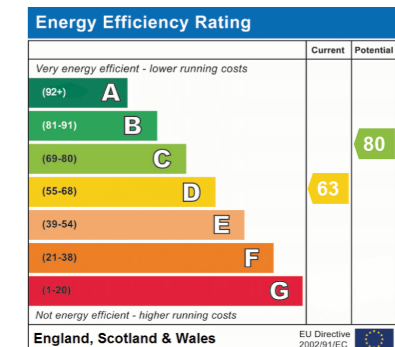 Energy Efficiency Rating
Current Potential
Very energy efficient - lower running costs
(92+) A
(81-91) B
(69-80) C
80
(55-68) D
63
(39-54) E
(21-38) F
(1-20) G
Not energy efficient - higher running costs
England, Scotland & Wales
EU Directive
2002/91/EC